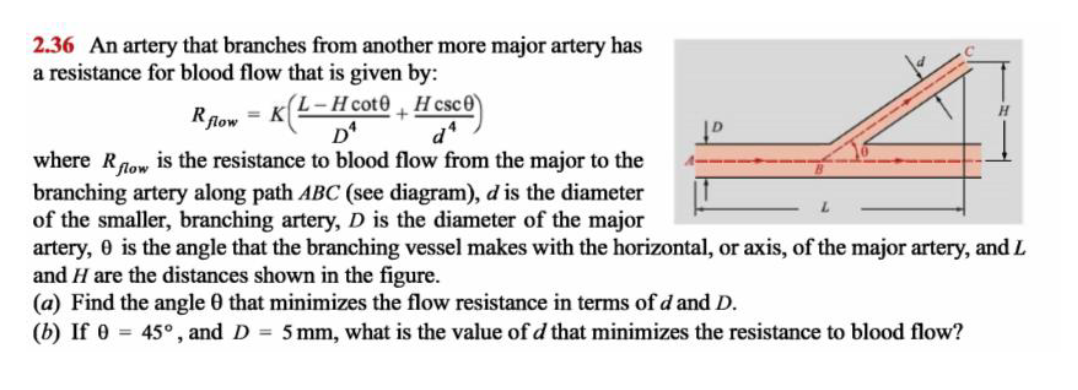 2.36 An artery that branches from another more major artery has
a resistance for blood flow that is given by:
R_flow = K((L – H cotθ)/D⁴ + (H cscθ)/d⁴)
where R_flow is the resistance to blood flow from the major to the
branching artery along path ABC (see diagram), d is the diameter
of the smaller, branching artery, D is the diameter of the major
artery, θ is the angle that the branching vessel makes with the horizontal, or axis, of the major artery, and L
and H are the distances shown in the figure.
(a) Find the angle θ that minimizes the flow resistance in terms of d and D.
(b) If θ = 45°, and D = 5 mm, what is the value of d that minimizes the resistance to blood flow?
C
d
H
D
A
θ
B
L